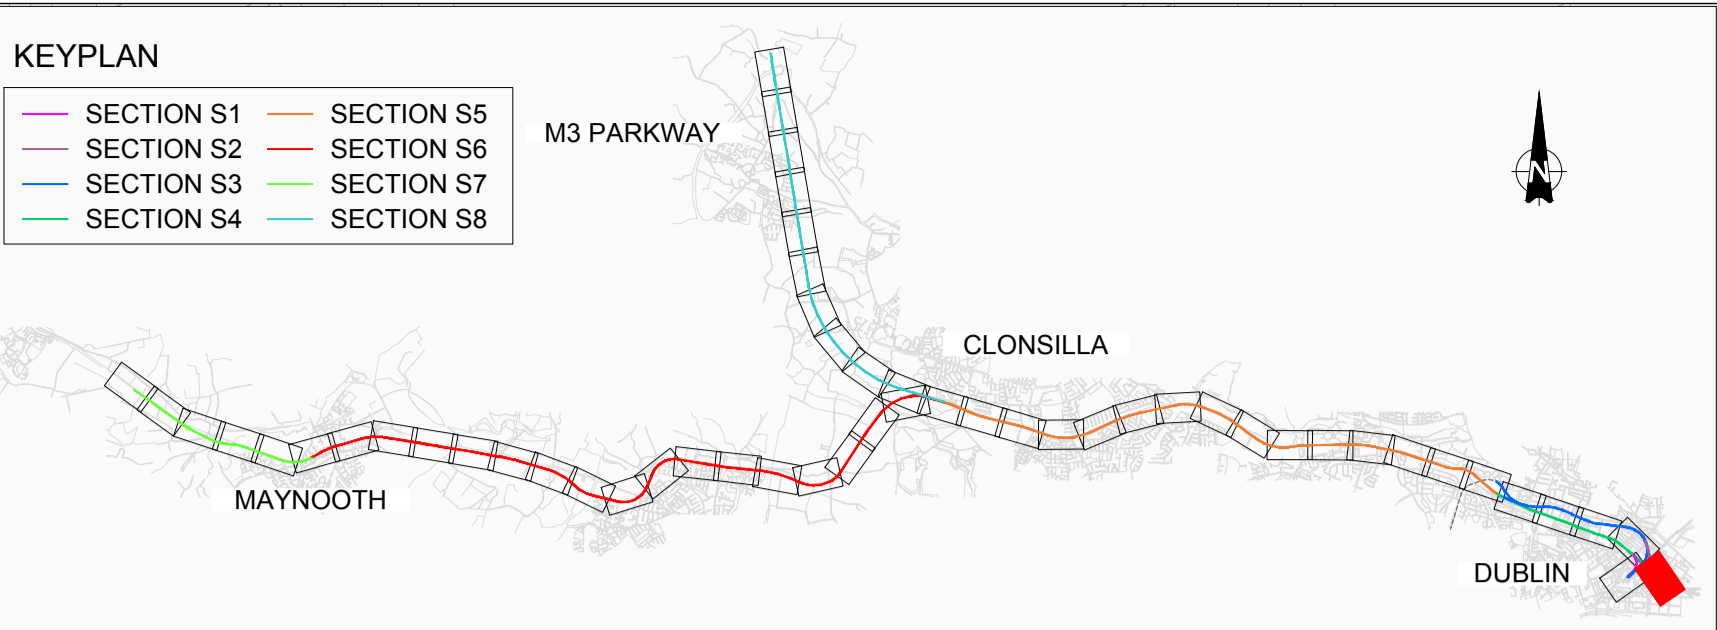 KEYPLAN
SECTION S1
SECTION S2
SECTION S3
SECTION S4
SECTION S5
SECTION S6
SECTION S7
SECTION S8
M3 PARKWAY
N
CLONSILLA
MAYNOOTH
DUBLIN